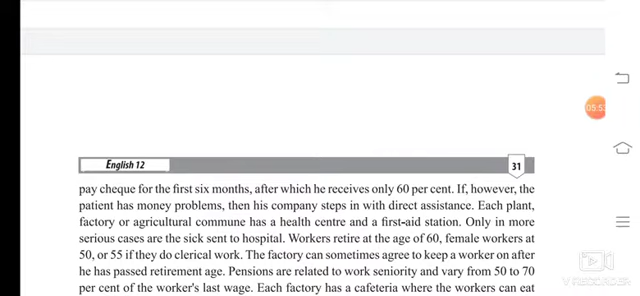 05:53
English 12
31
pay cheque for the first six months, after which he receives only 60 per cent. If, however, the
patient has money problems, then his company steps in with direct assistance. Each plant,
factory or agricultural commune has a health centre and a first-aid station. Only in more
serious cases are the sick sent to hospital. Workers retire at the age of 60, female workers at
50, or 55 if they do clerical work. The factory can sometimes agree to keep a worker on after
he has passed retirement age. Pensions are related to work seniority and vary from 50 to 70
per cent of the worker's last wage. Each factory has a cafeteria where the workers can eat
V RECORDER